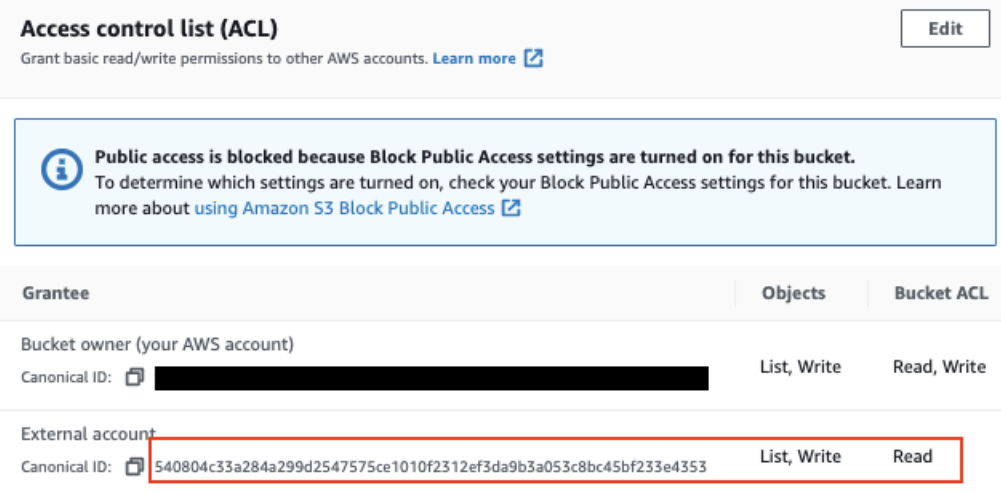 Access control list (ACL)
Edit
Grant basic read/write permissions to other AWS accounts. Learn more
Public access is blocked because Block Public Access settings are turned on for this bucket.
To determine which settings are turned on, check your Block Public Access settings for this bucket. Learn
more about using Amazon S3 Block Public Access
Grantee Objects Bucket ACL
Bucket owner (your AWS account)
Canonical ID: List, Write Read, Write
External account
Canonical ID: 540804c33a284a299d2547575ce1010f2312ef3da9b3a053c8bc45bf233e4353 List, Write Read